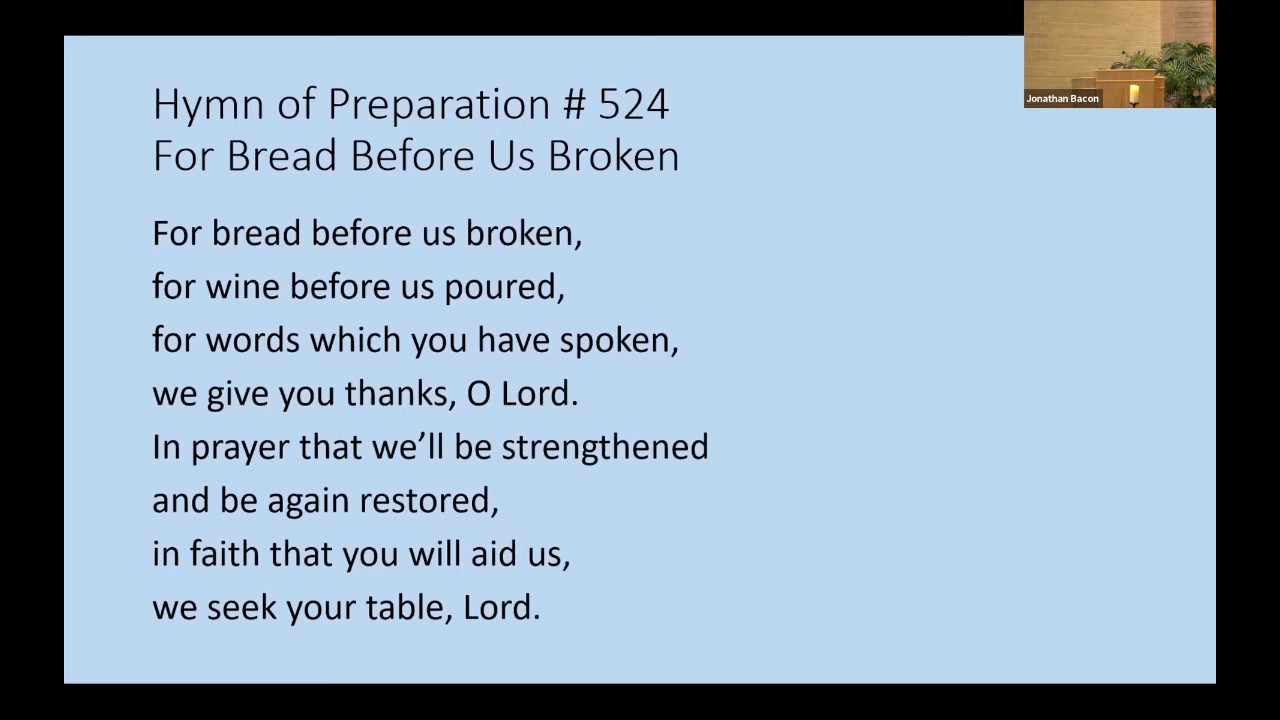 Hymn of Preparation # 524
For Bread Before Us Broken
For bread before us broken,
for wine before us poured,
for words which you have spoken,
we give you thanks, O Lord.
In prayer that we’ll be strengthened
and be again restored,
in faith that you will aid us,
we seek your table, Lord.
Jonathan Bacon